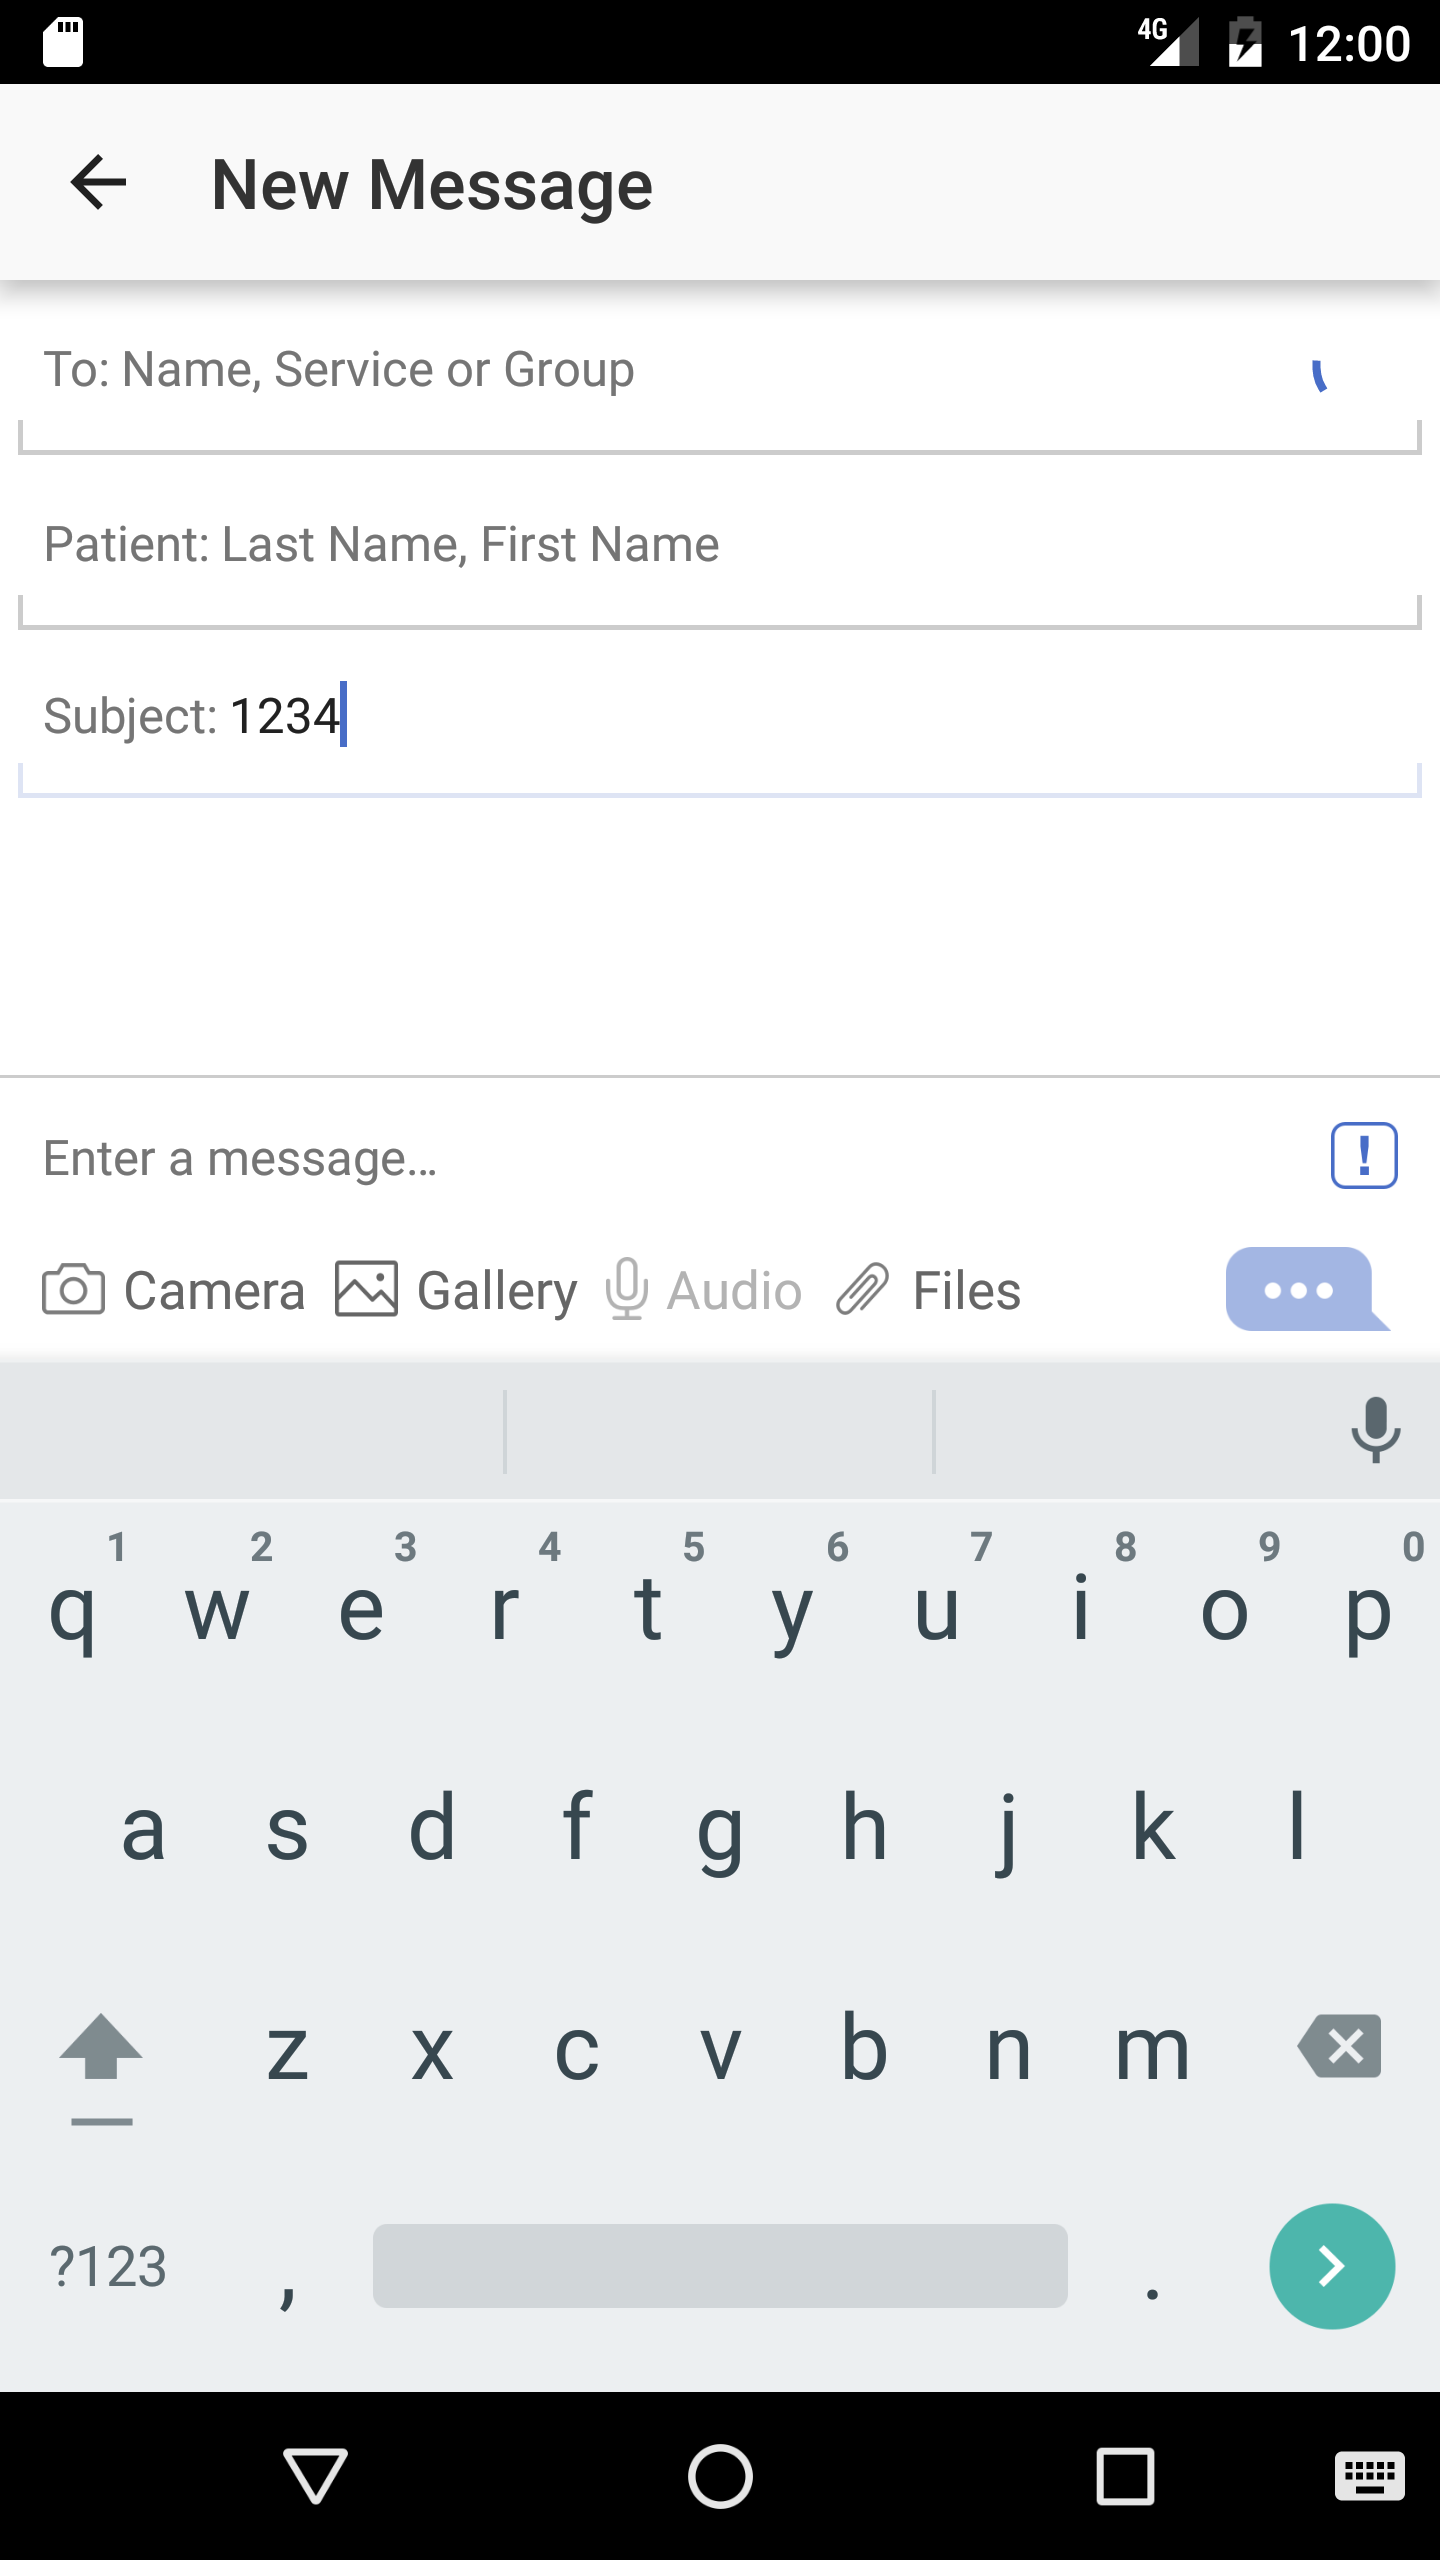 4G 12:00
New Message
To: Name, Service or Group
Patient: Last Name, First Name
Subject: 1234
Enter a message...
!
Camera Gallery Audio Files
1 2 3 4 5 6 7 8 9 0
q w e r t y u i o p
a s d f g h j k l
z x c v b n m
?123 , .